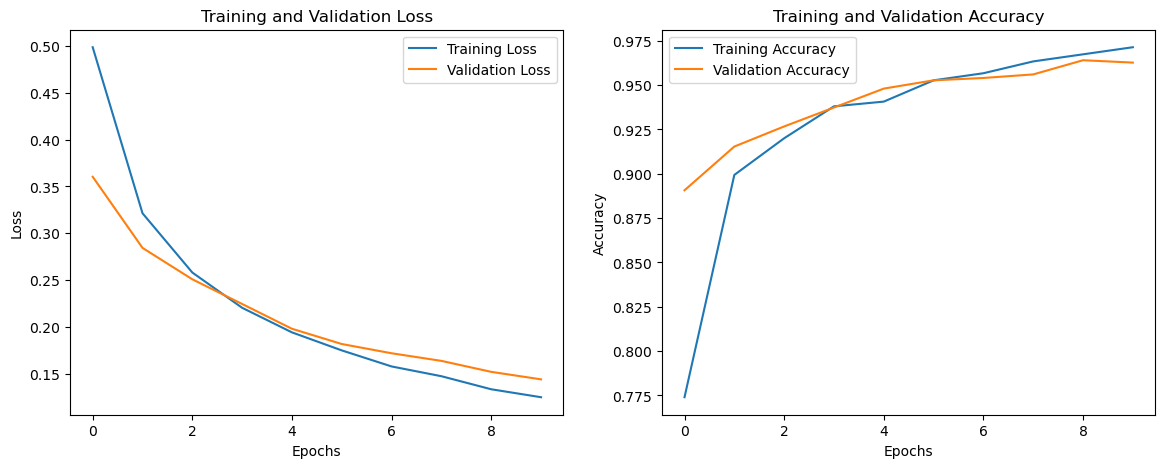 Training and Validation Loss
Training Loss
Validation Loss
0.50
0.45
0.40
0.35
0.30
0.25
0.20
0.15
Loss
0 2 4 6 8
Epochs
Training and Validation Accuracy
Training Accuracy
Validation Accuracy
0.975
0.950
0.925
0.900
0.875
0.850
0.825
0.800
0.775
Accuracy
0 2 4 6 8
Epochs